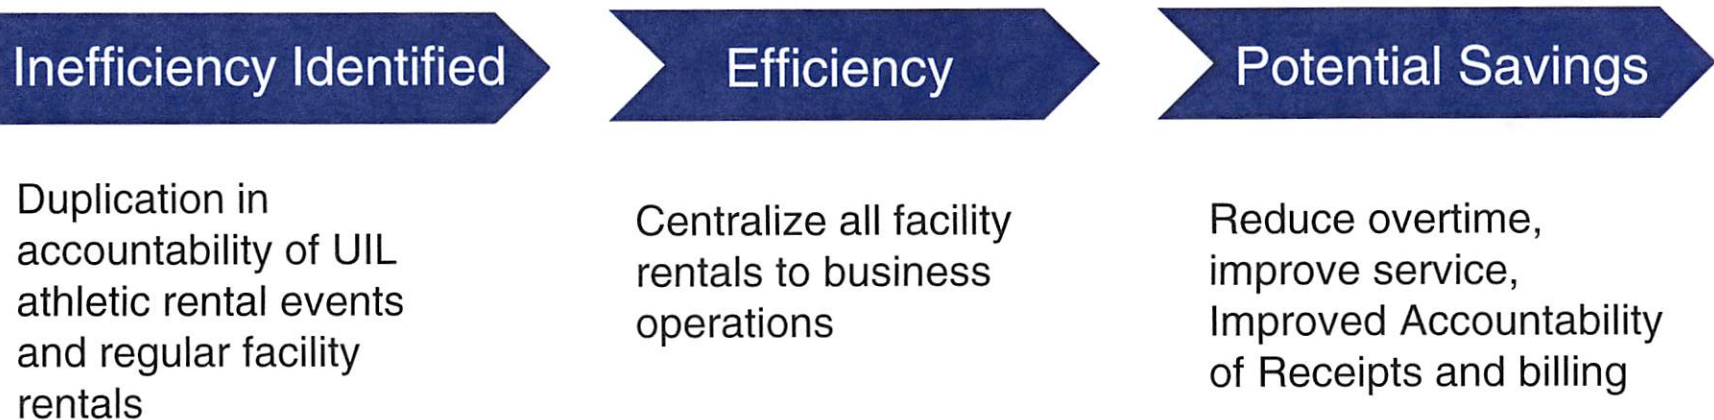 Inefficiency Identified
Efficiency
Potential Savings
Duplication in
accountability of UIL
athletic rental events
and regular facility
rentals
Centralize all facility
rentals to business
operations
Reduce overtime,
improve service,
Improved Accountability
of Receipts and billing